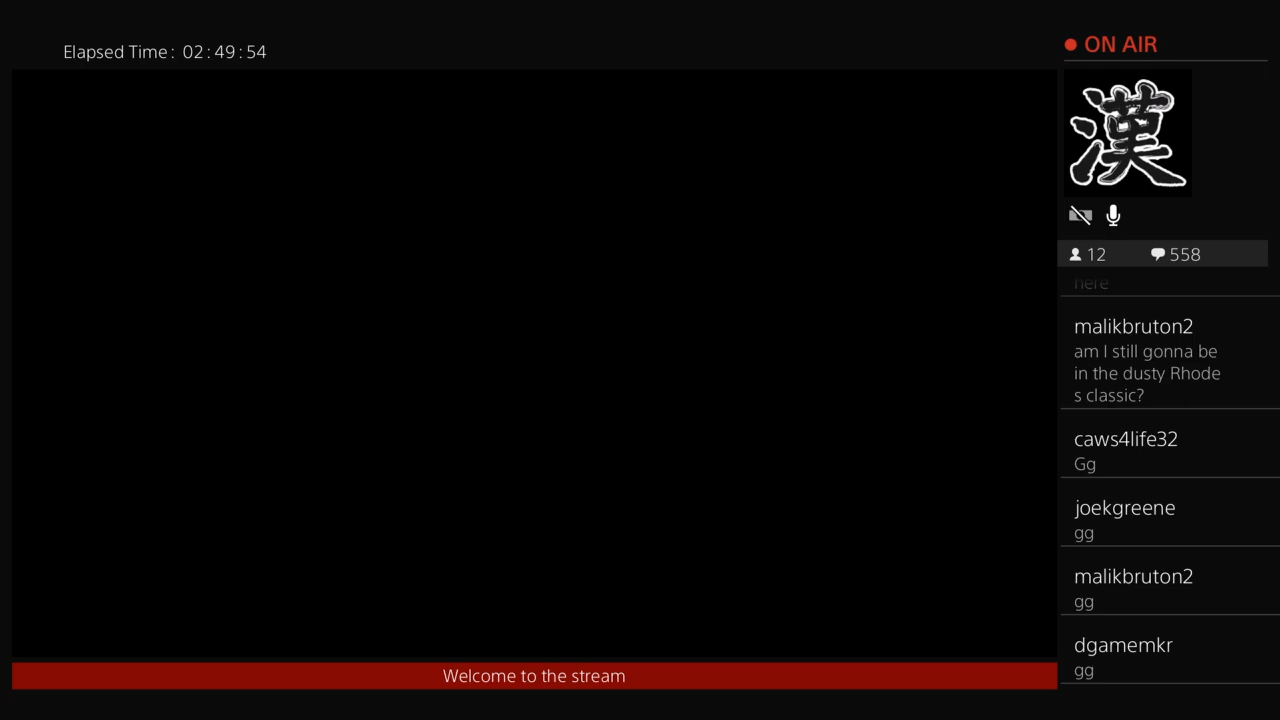 Elapsed Time: 02:49:54
ON AIR
漢
12 558
here
malikbruton2
am I still gonna be
in the dusty Rhode
s classic?
caws4life32
Gg
joekgreene
gg
malikbruton2
gg
dgamemkr
gg
Welcome to the stream